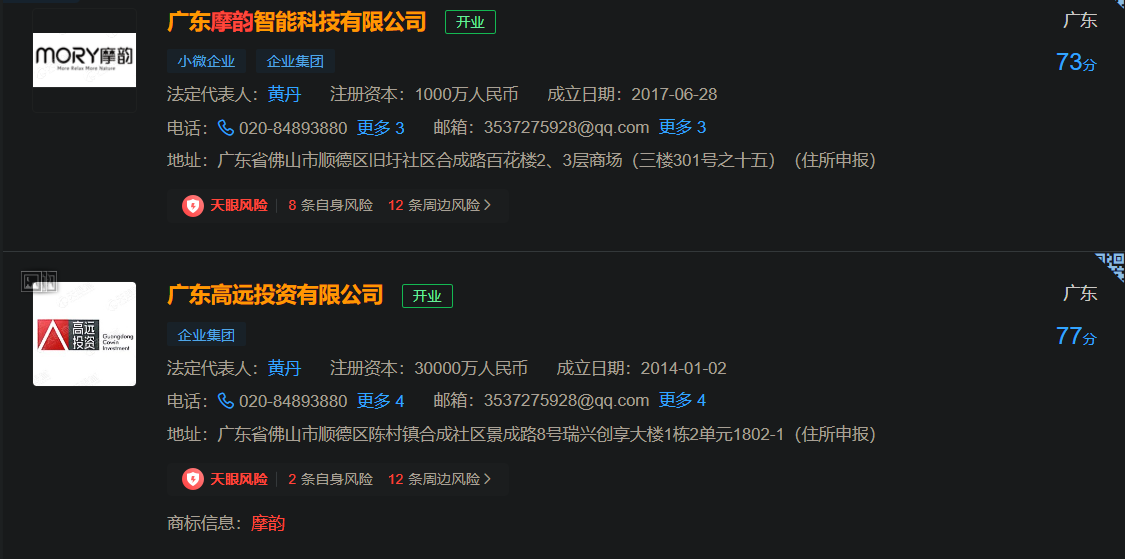 广东摩韵智能科技有限公司 开业 广东
MORY摩韵
More Relax More Nature
小微企业 企业集团 73分
法定代表人：黄丹 注册资本：1000万人民币 成立日期：2017-06-28
电话：020-84893880 更多 3 邮箱：3537275928@qq.com 更多 3
地址：广东省佛山市顺德区旧圩社区合成路百花楼2、3层商场（三楼301号之十五）（住所申报）
天眼风险 8 条自身风险 12 条周边风险
广东高远投资有限公司 开业 广东
高远
投资
Guangdong
Cowin
Investment
企业集团 77分
法定代表人：黄丹 注册资本：30000万人民币 成立日期：2014-01-02
电话：020-84893880 更多 4 邮箱：3537275928@qq.com 更多 4
地址：广东省佛山市顺德区陈村镇合成社区景成路8号瑞兴创享大楼1栋2单元1802-1（住所申报）
天眼风险 2 条自身风险 12 条周边风险
商标信息：摩韵